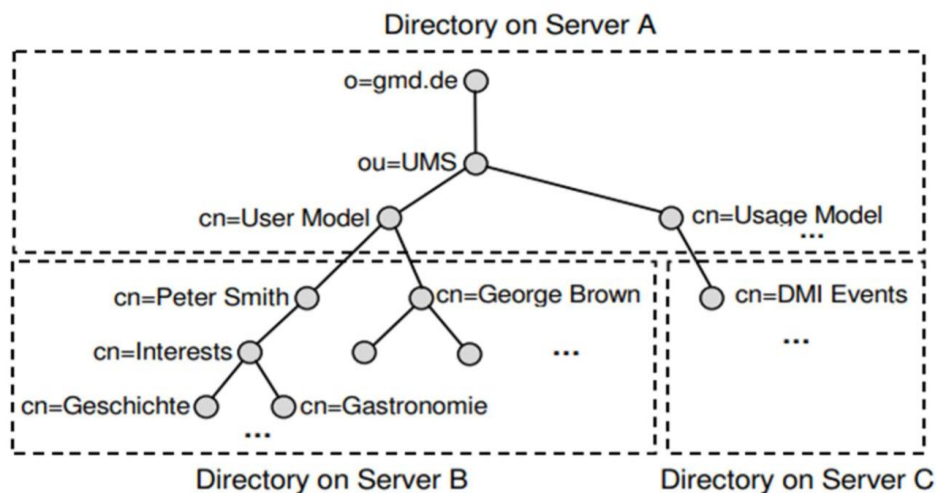 Directory on Server A
o=gmd.de
ou=UMS
cn=User Model
cn=Usage Model
...
cn=Peter Smith
cn=George Brown
cn=DMI Events
...
cn=Interests
...
cn=Geschichte
cn=Gastronomie
...
Directory on Server B
Directory on Server C